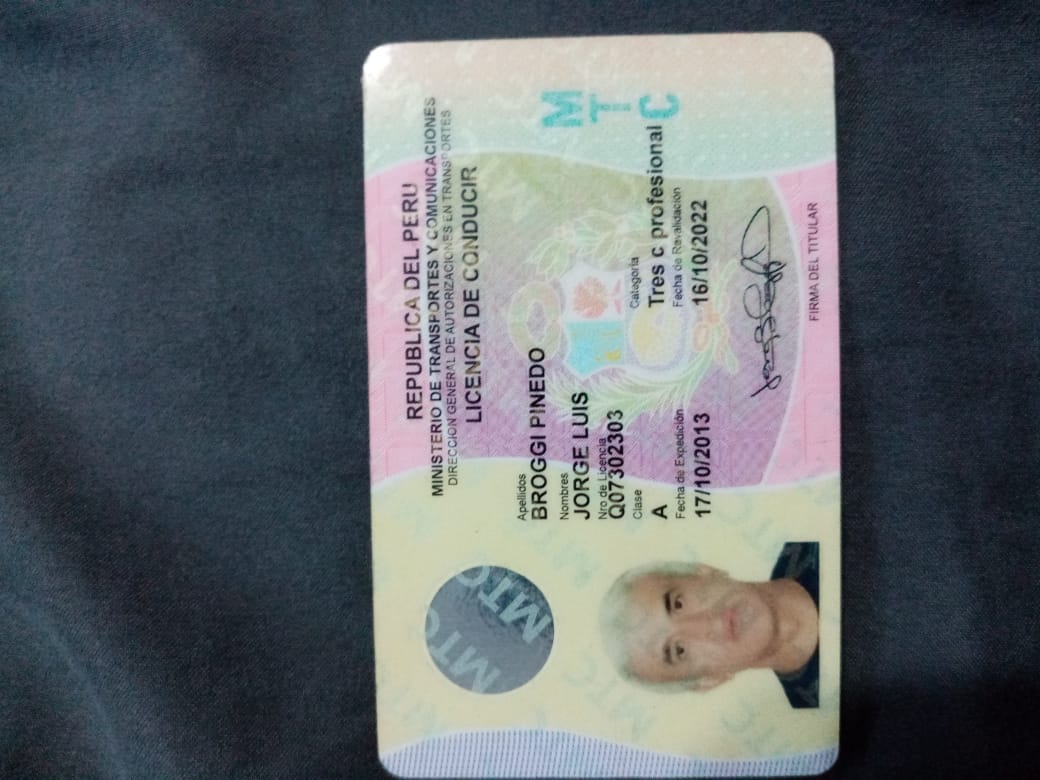 REPUBLICA DEL PERU
MINISTERIO DE TRANSPORTES Y COMUNICACIONES
DIRECCION GENERAL DE AUTORIZACIONES EN TRANSPORTES
LICENCIA DE CONDUCIR
MTC
MTC
MTC
Apellidos
BROGGI PINEDO
Nombres
JORGE LUIS
Nro de Licencia
Q07302303
Clase Categoría
A Tres c profesional
Fecha de Expedición Fecha de Revalidación
17/10/2013 16/10/2022
FIRMA DEL TITULAR